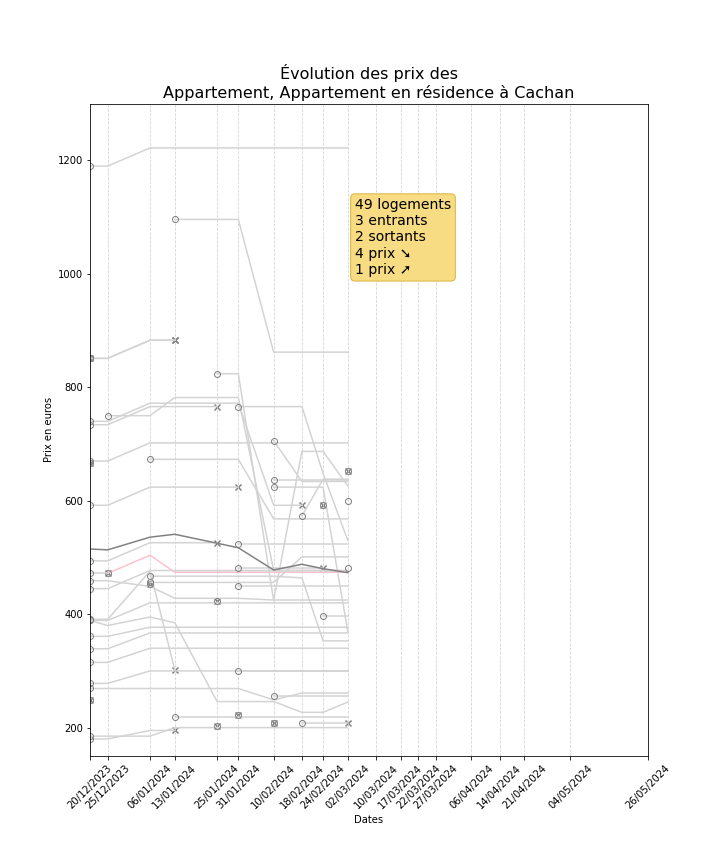 Évolution des prix des
Appartement, Appartement en résidence à Cachan
1200
1000
800
600
400
200
Prix en euros
49 logements
3 entrants
2 sortants
4 prix ➘
1 prix ➚
20/12/2023
25/12/2023
06/01/2024
13/01/2024
25/01/2024
31/01/2024
10/02/2024
18/02/2024
24/02/2024
02/03/2024
10/03/2024
17/03/2024
22/03/2024
27/03/2024
06/04/2024
14/04/2024
21/04/2024
04/05/2024
26/05/2024
Dates